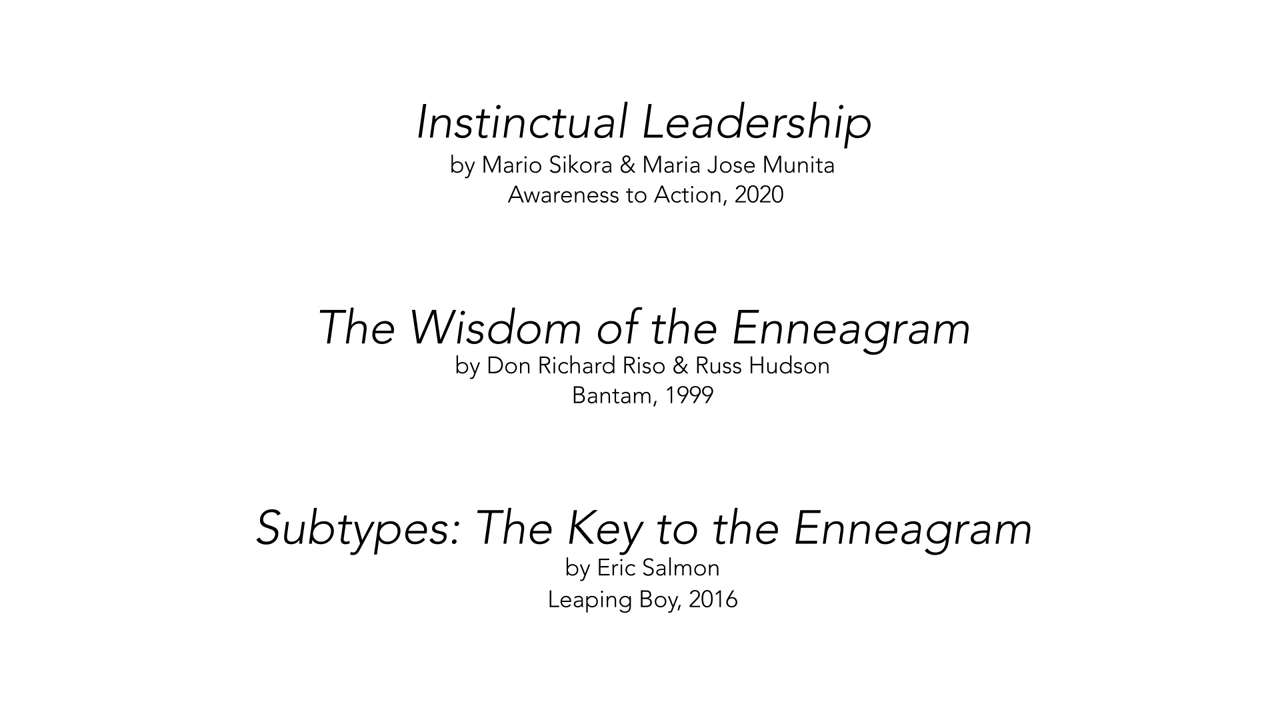 Instinctual Leadership
by Mario Sikora & Maria Jose Munita
Awareness to Action, 2020
The Wisdom of the Enneagram
by Don Richard Riso & Russ Hudson
Bantam, 1999
Subtypes: The Key to the Enneagram
by Eric Salmon
Leaping Boy, 2016